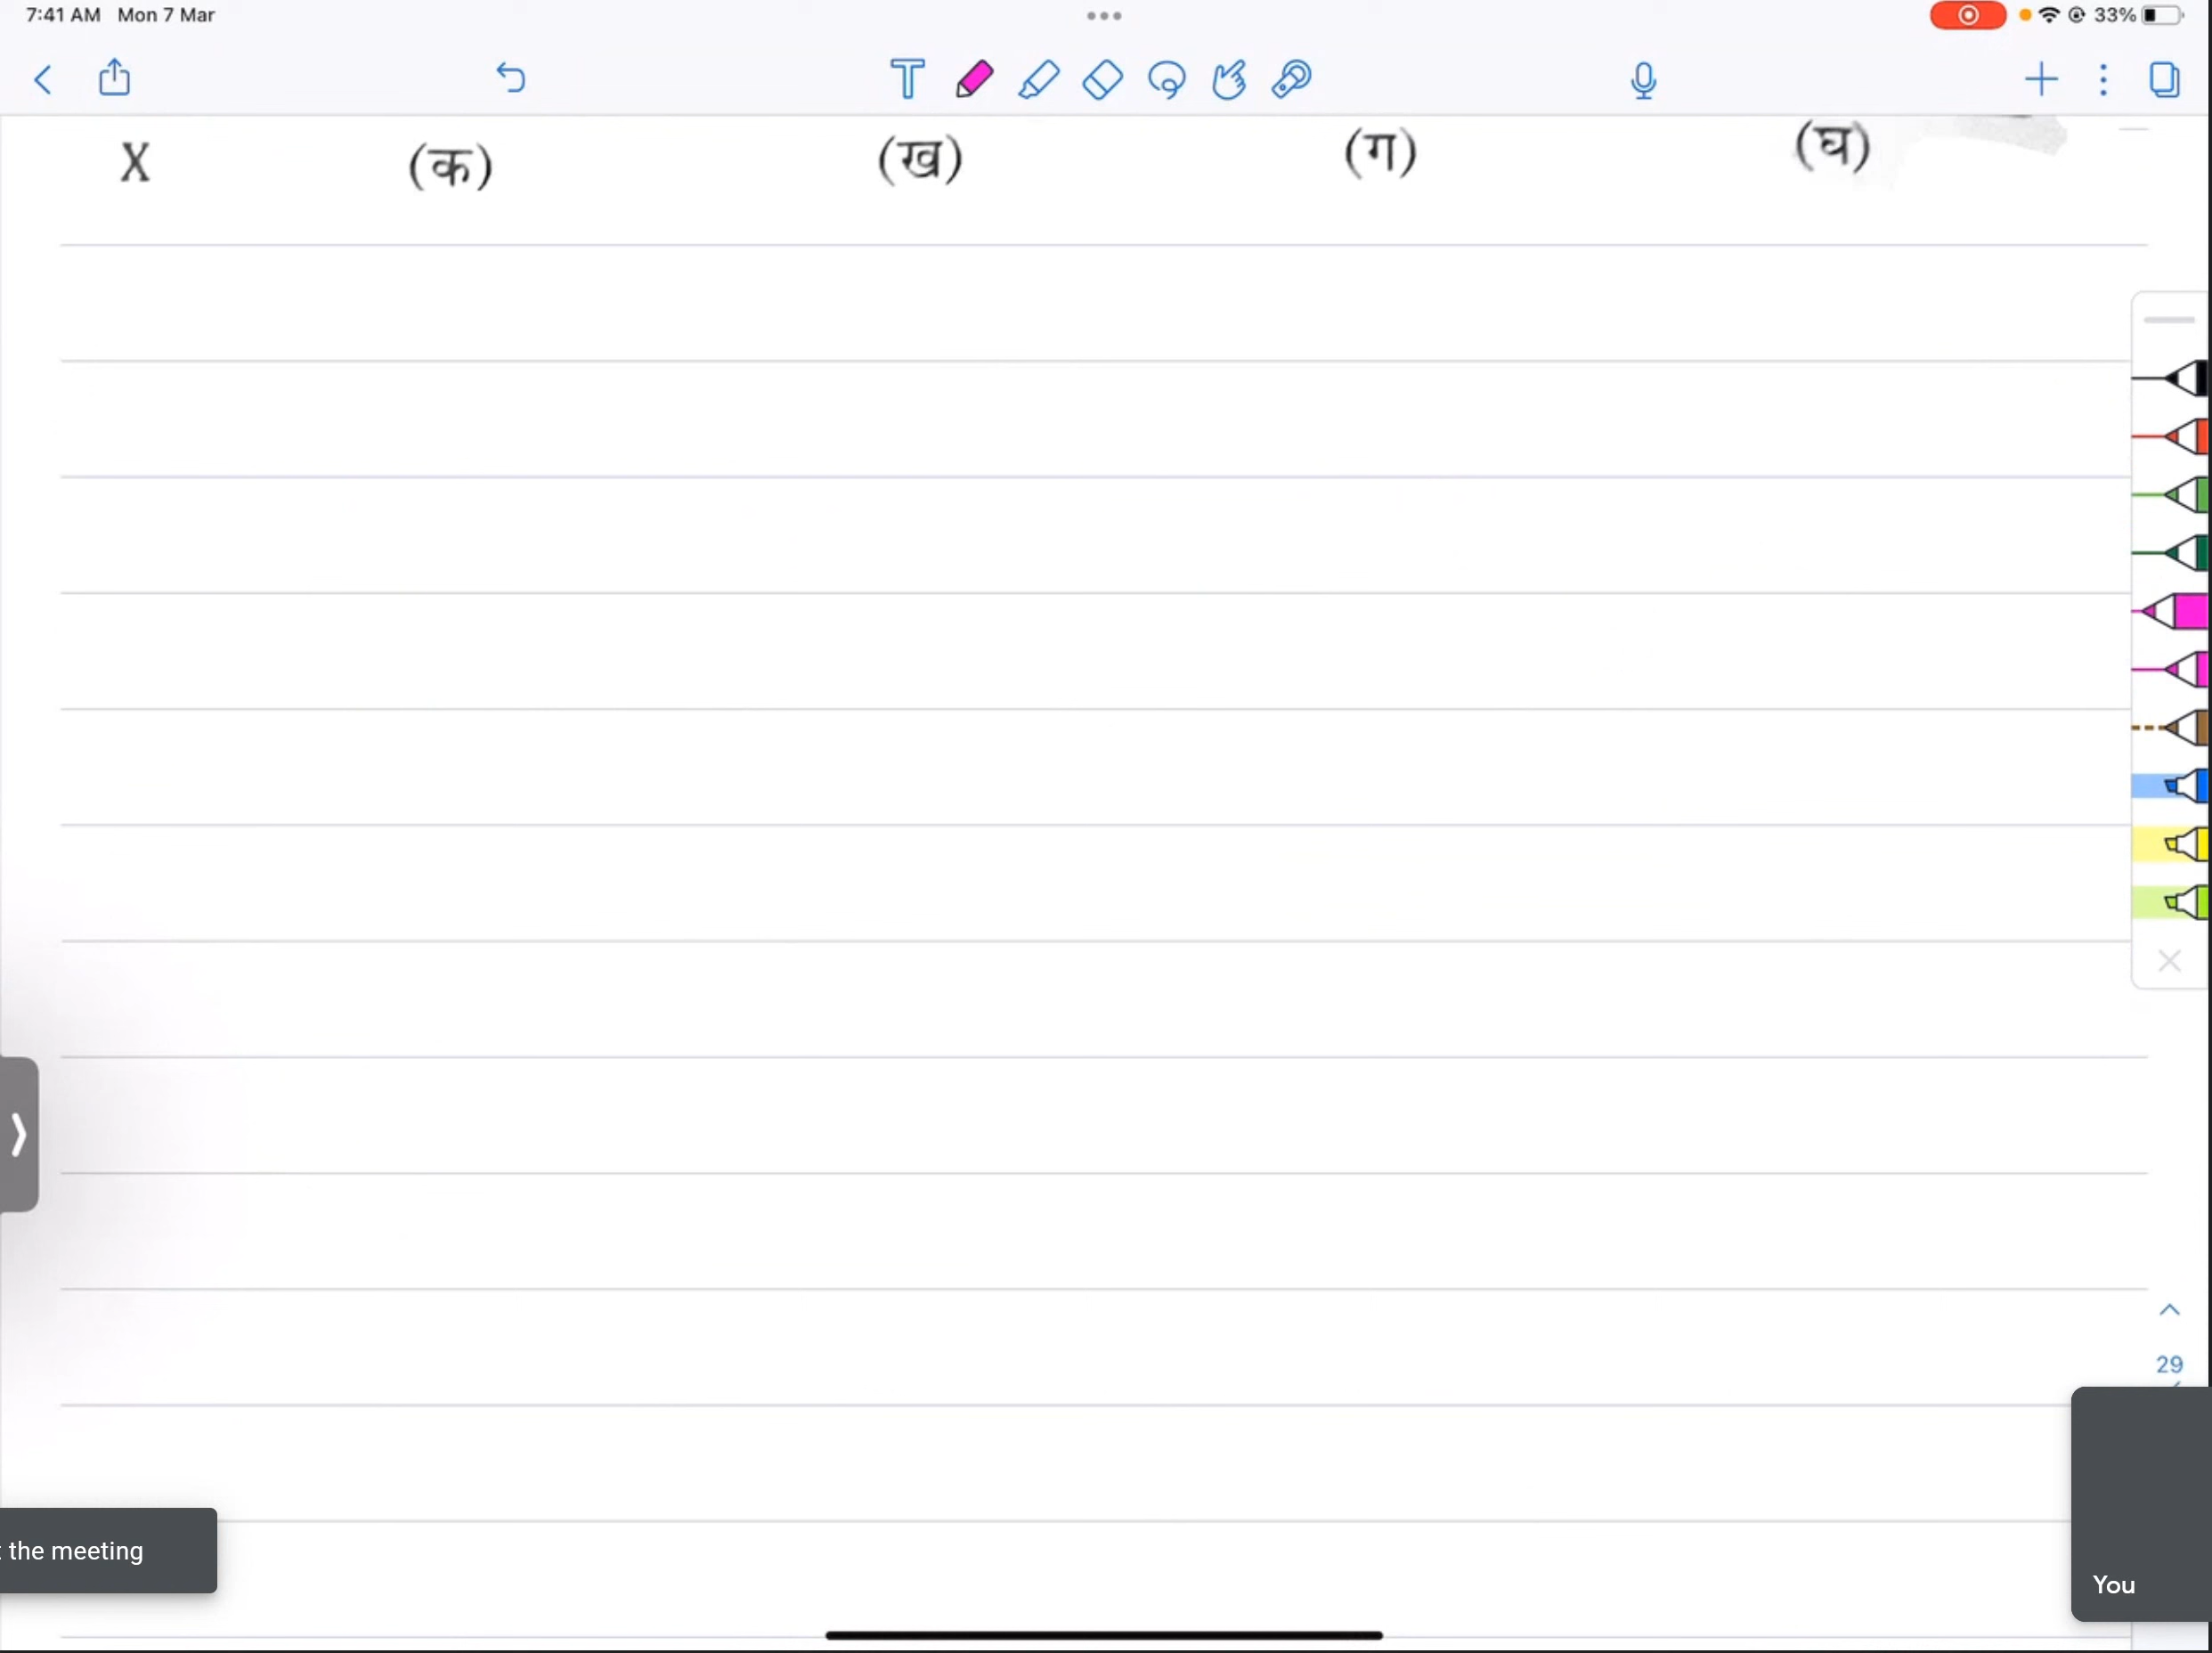 7:41 AM Mon 7 Mar
33%
X (क) (ख) (ग) (घ)
29
the meeting
You